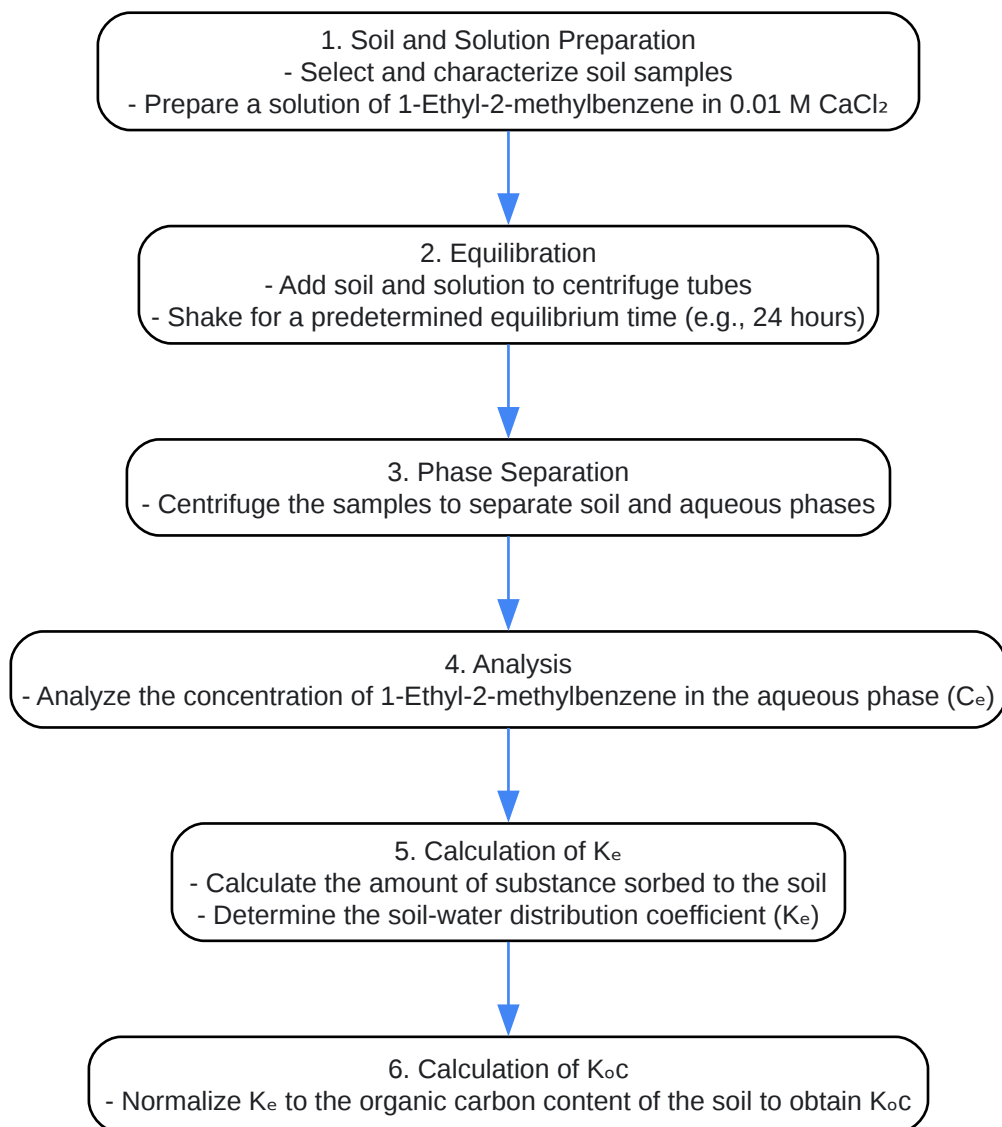 1. Soil and Solution Preparation
- Select and characterize soil samples
- Prepare a solution of 1-Ethyl-2-methylbenzene in 0.01 M CaCl₂
2. Equilibration
- Add soil and solution to centrifuge tubes
- Shake for a predetermined equilibrium time (e.g., 24 hours)
3. Phase Separation
- Centrifuge the samples to separate soil and aqueous phases
4. Analysis
- Analyze the concentration of 1-Ethyl-2-methylbenzene in the aqueous phase (Cₑ)
5. Calculation of Kₑ
- Calculate the amount of substance sorbed to the soil
- Determine the soil-water distribution coefficient (Kₑ)
6. Calculation of Kₒc
- Normalize Kₑ to the organic carbon content of the soil to obtain Kₒc